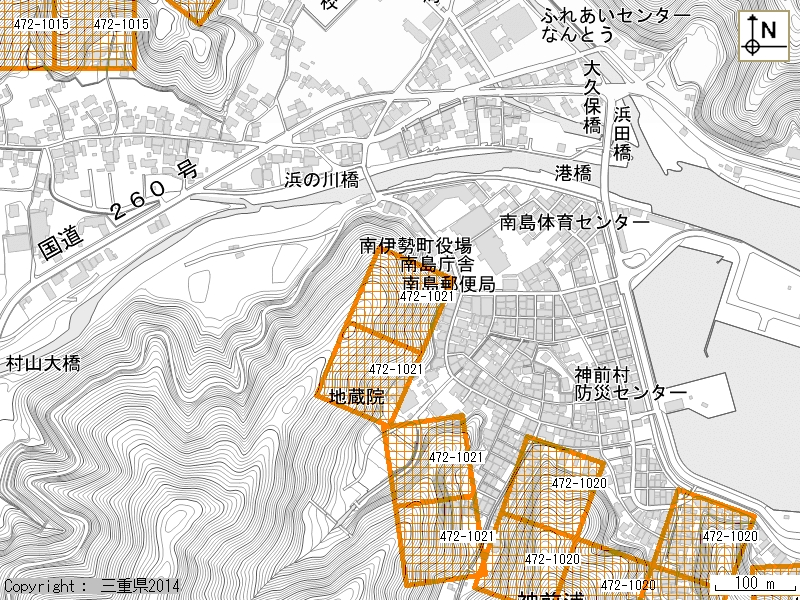 472-1015
472-1015
校
ふれあいセンター
なんとう
N
大久保橋
浜田橋
港橋
浜の川橋
国道 260 号
南島体育センター
南伊勢町役場
南島庁舎
南島郵便局
472-1021
村山大橋
472-1021
地蔵院
神前村
防災センター
472-1021
472-1020
472-1021
472-1020
472-1020
472-1020
神前浦
100 m
Copyright : 三重県2014